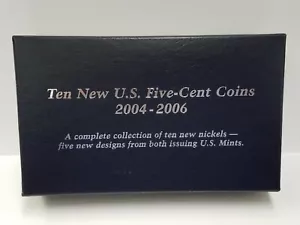 Ten New U.S. Five-Cent Coins
2004-2006
A complete collection of ten new nickels —
five new designs from both issuing U.S. Mints.